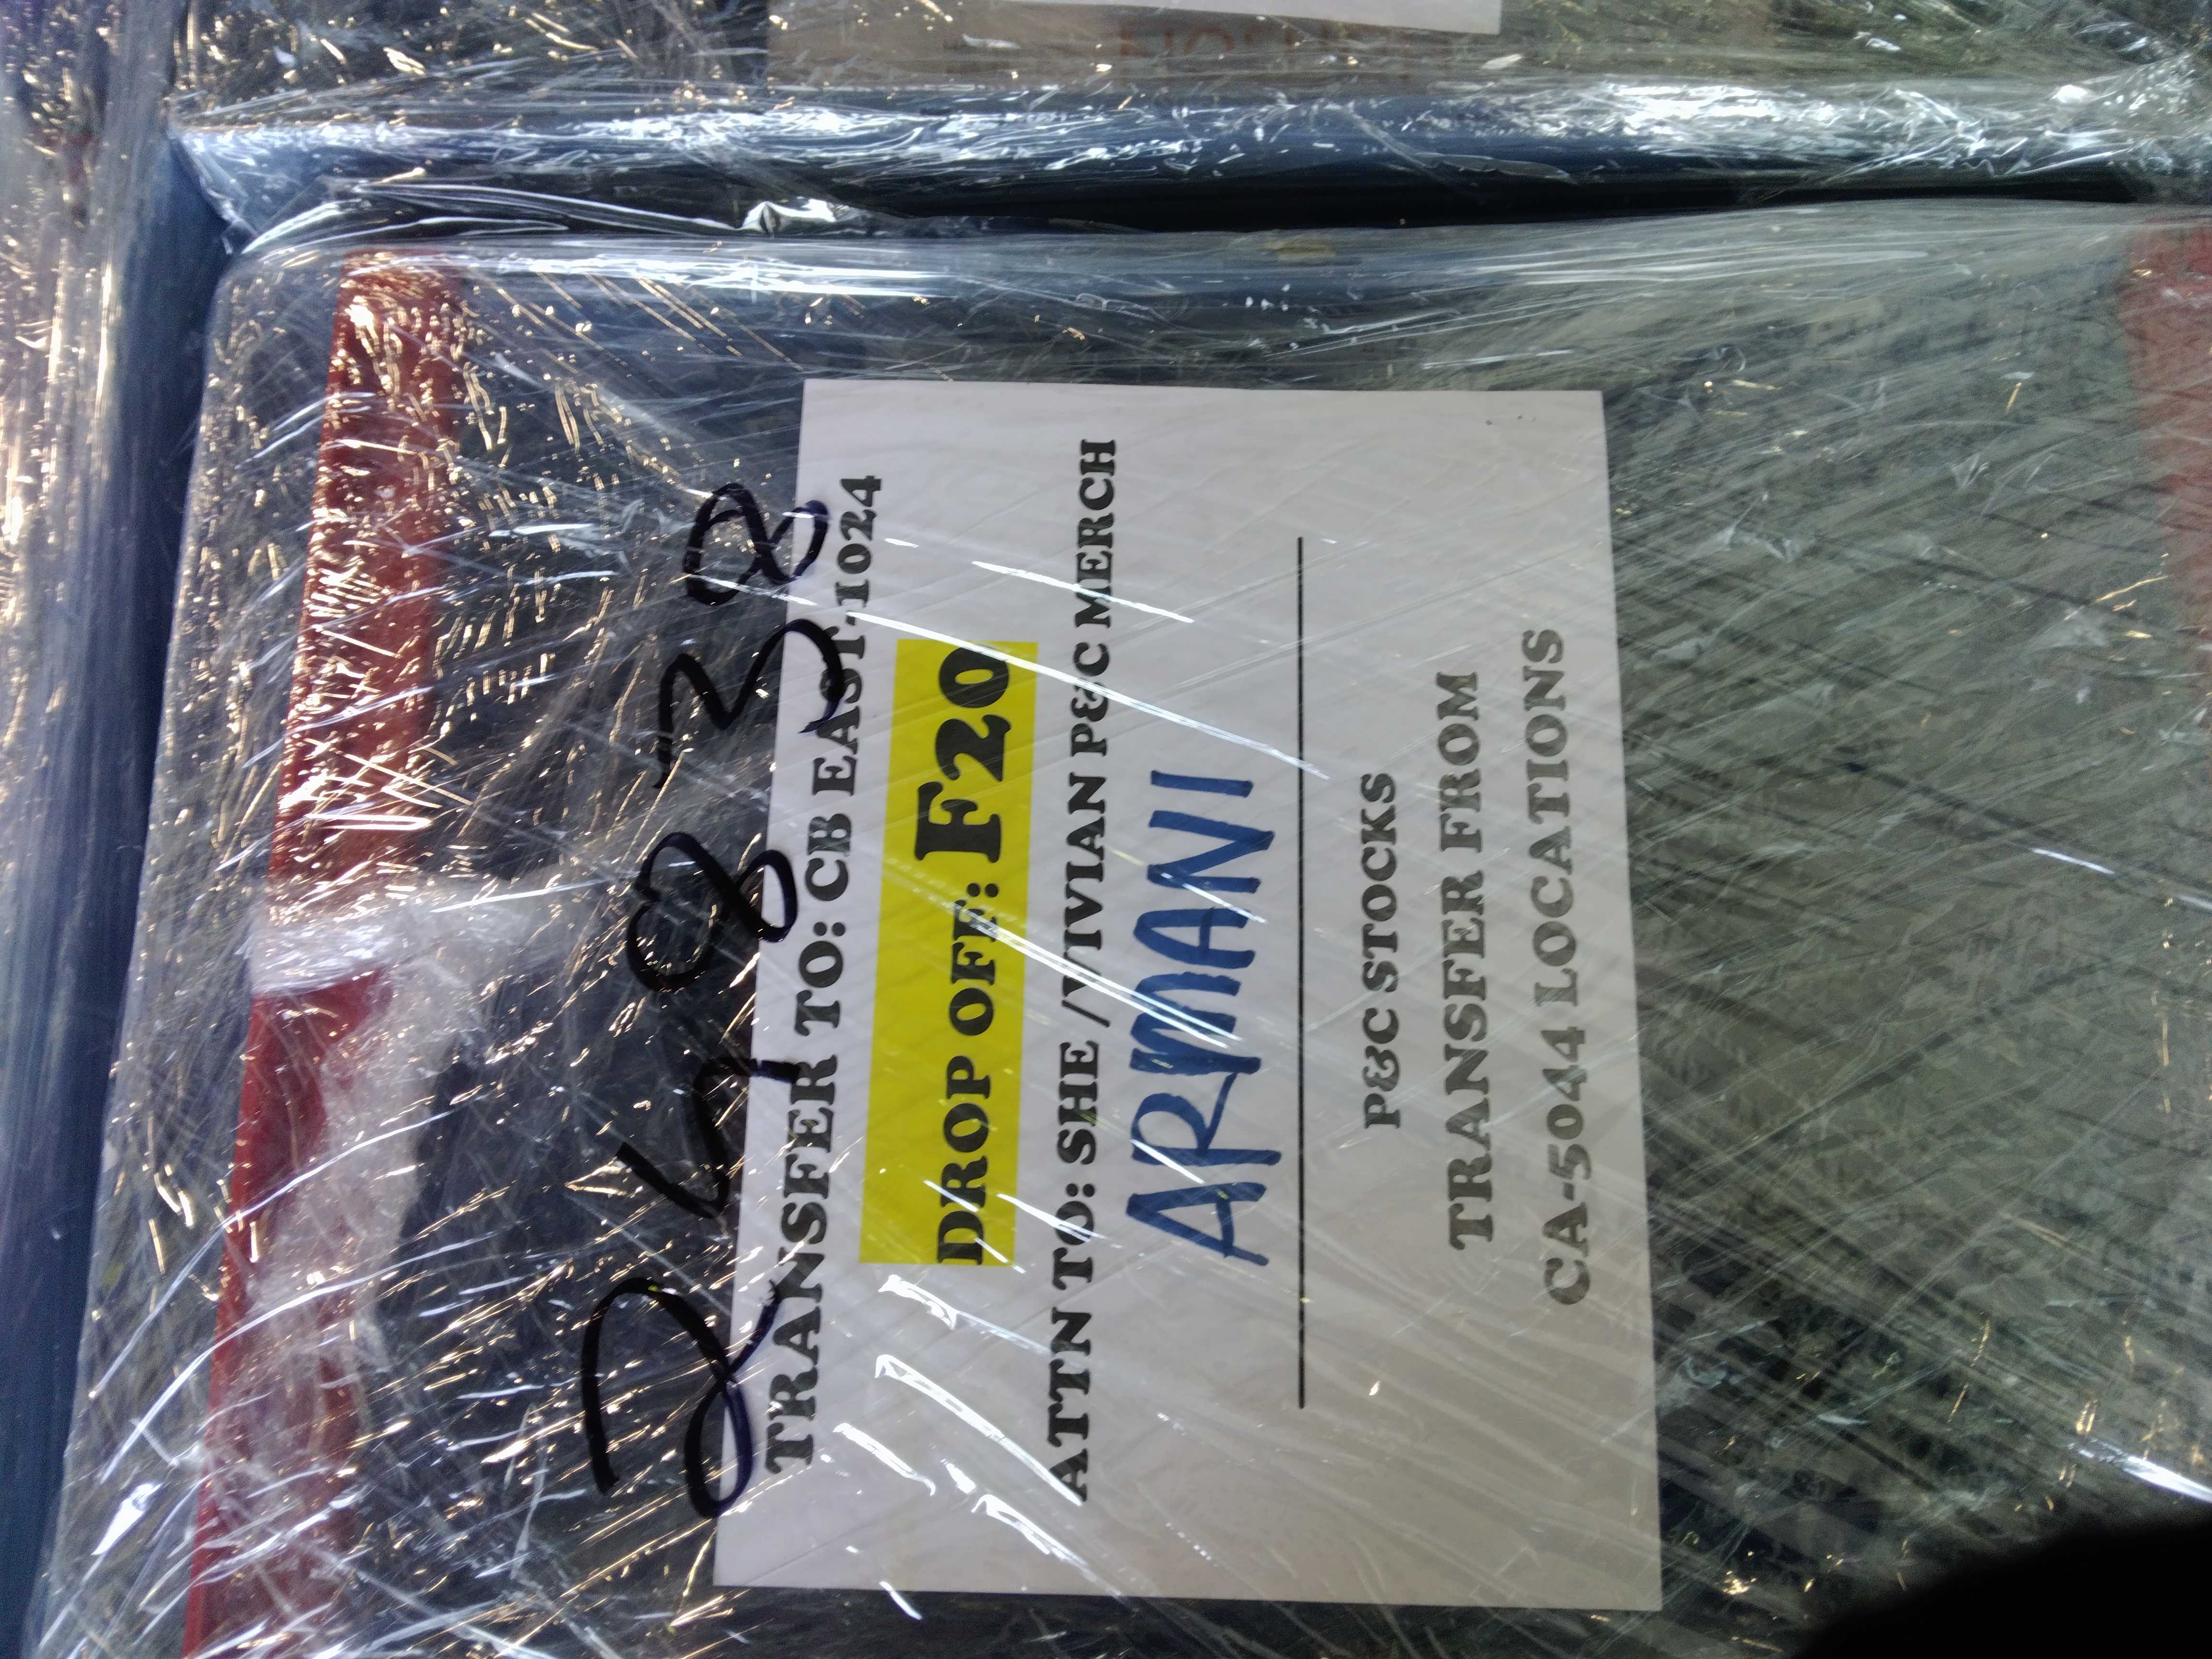 24838
TRANSFER TO: CB EAST-1024
DROP OFF: F20
ATTN TO: SHE / VIVIAN P&C MERCH
ARMANI
P&C STOCKS
TRANSFER FROM
CA-5044 LOCATIONS